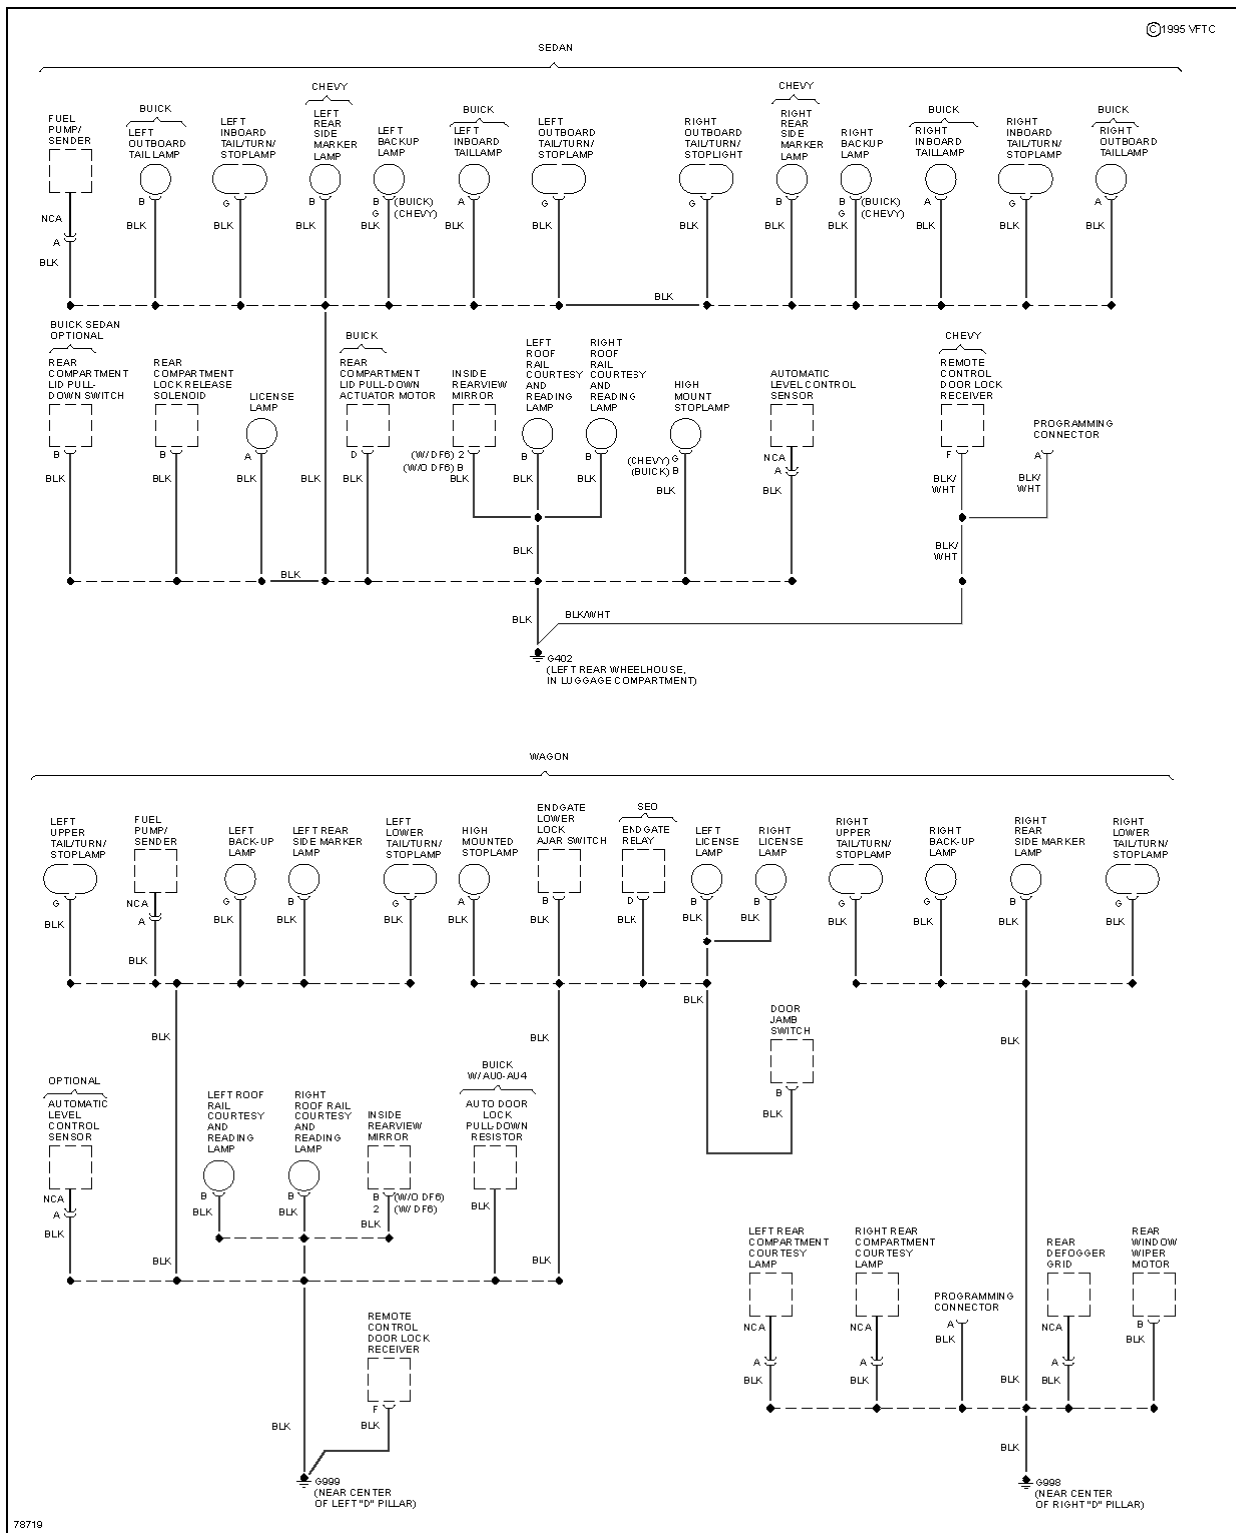 ©1995 VFTC
SEDAN
FUEL
PUMP/
SENDER
BUICK
LEFT
OUTBOARD
TAIL LAMP
LEFT
INBOARD
TAIL/TURN/
STOPLAMP
CHEVY
LEFT
REAR
SIDE
MARKER
LAMP
LEFT
BACKUP
LAMP
BUICK
LEFT
INBOARD
TAILLAMP
LEFT
OUTBOARD
TAIL/TURN/
STOPLAMP
RIGHT
OUTBOARD
TAIL/TURN/
STOPLIGHT
CHEVY
RIGHT
REAR
SIDE
MARKER
LAMP
RIGHT
BACKUP
LAMP
BUICK
RIGHT
INBOARD
TAILLAMP
RIGHT
INBOARD
TAIL/TURN/
STOPLAMP
BUICK
RIGHT
OUTBOARD
TAILLAMP
NCA
A
BLK
B
BLK
G
BLK
B
BLK
B (BUICK)
G (CHEVY)
BLK
A
BLK
G
BLK
G
BLK
B
BLK
B (BUICK)
G (CHEVY)
BLK
A
BLK
G
BLK
A
BLK
BLK
BUICK SEDAN
OPTIONAL
REAR
COMPARTMENT
LID PULL-
DOWN SWITCH
REAR
COMPARTMENT
LOCK RELEASE
SOLENOID
LICENSE
LAMP
BUICK
REAR
COMPARTMENT
LID PULL-DOWN
ACTUATOR MOTOR
INSIDE
REARVIEW
MIRROR
LEFT
ROOF
RAIL
COURTESY
AND
READING
LAMP
RIGHT
ROOF
RAIL
COURTESY
AND
READING
LAMP
HIGH
MOUNT
STOPLAMP
AUTOMATIC
LEVEL CONTROL
SENSOR
CHEVY
REMOTE
CONTROL
DOOR LOCK
RECEIVER
PROGRAMMING
CONNECTOR
B
BLK
B
BLK
A
BLK
BLK
D
BLK
(W/ DF6) 2
(W/O DF6) B
BLK
B
BLK
B
BLK
(CHEVY) G
(BUICK) B
BLK
NCA
A
BLK
F
BLK/
WHT
A
BLK/
WHT
BLK
BLK/
WHT
BLK
BLK
BLK/WHT
G402
(LEFT REAR WHEELHOUSE,
IN LUGGAGE COMPARTMENT)
WAGON
LEFT
UPPER
TAIL/TURN/
STOPLAMP
FUEL
PUMP/
SENDER
LEFT
BACK-UP
LAMP
LEFT REAR
SIDE MARKER
LAMP
LEFT
LOWER
TAIL/TURN/
STOPLAMP
HIGH
MOUNTED
STOPLAMP
ENDGATE
LOWER
LOCK
AJAR SWITCH
SEO
ENDGATE
RELAY
LEFT
LICENSE
LAMP
RIGHT
LICENSE
LAMP
RIGHT
UPPER
TAIL/TURN/
STOPLAMP
RIGHT
BACK-UP
LAMP
RIGHT
REAR
SIDE MARKER
LAMP
RIGHT
LOWER
TAIL/TURN/
STOPLAMP
G
BLK
NCA
A
BLK
G
BLK
B
BLK
G
BLK
A
BLK
B
BLK
D
BLK
B
BLK
B
BLK
G
BLK
B
BLK
B
BLK
G
BLK
BLK
BLK
BLK
BLK
DOOR
JAMB
SWITCH
B
BLK
OPTIONAL
AUTOMATIC
LEVEL
CONTROL
SENSOR
LEFT ROOF
RAIL
COURTESY
AND
READING
LAMP
RIGHT
ROOF RAIL
COURTESY
AND
READING
LAMP
INSIDE
REARVIEW
MIRROR
BUICK
W/ AU0-AU4
AUTO DOOR
LOCK
PULL-DOWN
RESISTOR
NCA
A
BLK
B
BLK
B
BLK
B (W/O DF6)
2 (W/ DF6)
BLK
BLK
BLK
BLK
LEFT REAR
COMPARTMENT
COURTESY
LAMP
RIGHT REAR
COMPARTMENT
COURTESY
LAMP
PROGRAMMING
CONNECTOR
REAR
DEFOGGER
GRID
REAR
WINDOW
WIPER
MOTOR
NCA
A
BLK
NCA
A
BLK
A
BLK
BLK
NCA
A
BLK
B
BLK
REMOTE
CONTROL
DOOR LOCK
RECEIVER
F
BLK
BLK
BLK
G999
(NEAR CENTER
OF LEFT "D" PILLAR)
G998
(NEAR CENTER
OF RIGHT "D" PILLAR)
78719